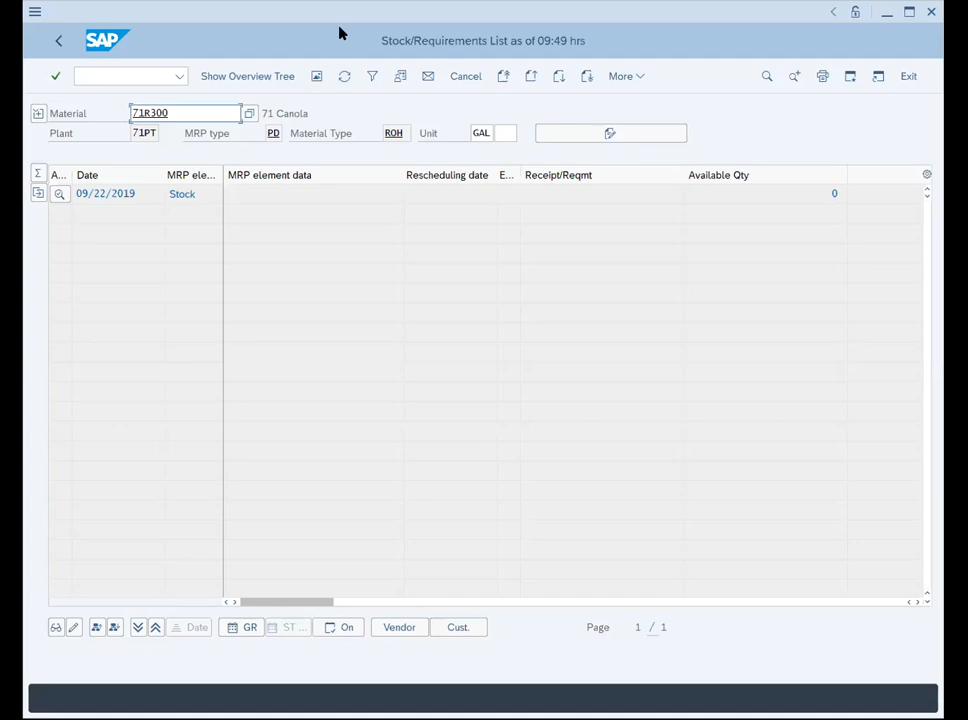 SAP Stock/Requirements List as of 09:49 hrs
Show Overview Tree Cancel More Exit
Material 71R300 71 Canola
Plant 71PT MRP type PD Material Type ROH Unit GAL
A... Date MRP ele... MRP element data Rescheduling date E... Receipt/Reqmt Available Qty
09/22/2019 Stock 0
Date GR ST ... On Vendor Cust. Page 1 / 1